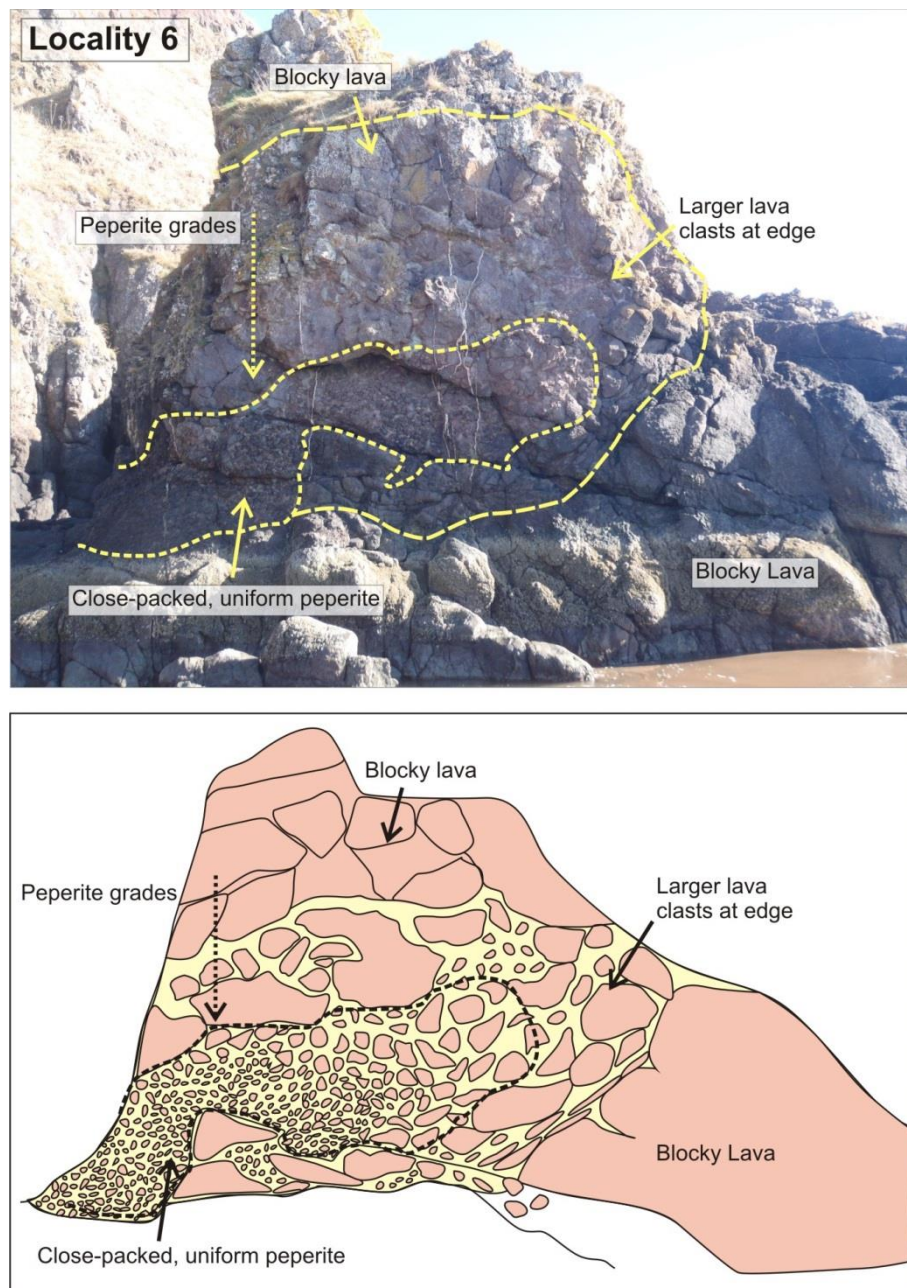 Locality 6
Blocky lava
Peperite grades
Larger lava
clasts at edge
Close-packed, uniform peperite
Blocky Lava
Blocky lava
Peperite grades
Larger lava
clasts at edge
Blocky Lava
Close-packed, uniform peperite